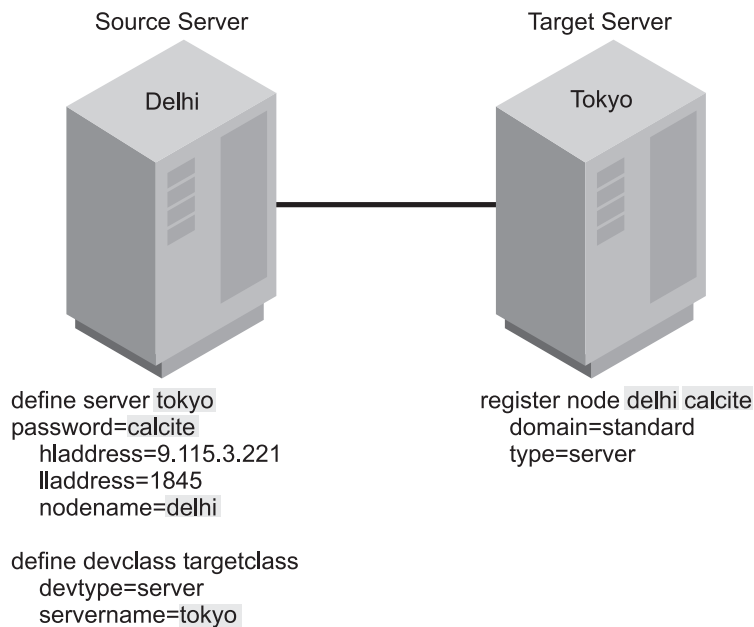 Source Server
Target Server
Delhi
Tokyo
define server tokyo
password=calcite
hladdress=9.115.3.221
lladdress=1845
nodename=delhi
define devclass targetclass
devtype=server
servername=tokyo
register node delhi calcite
domain=standard
type=server